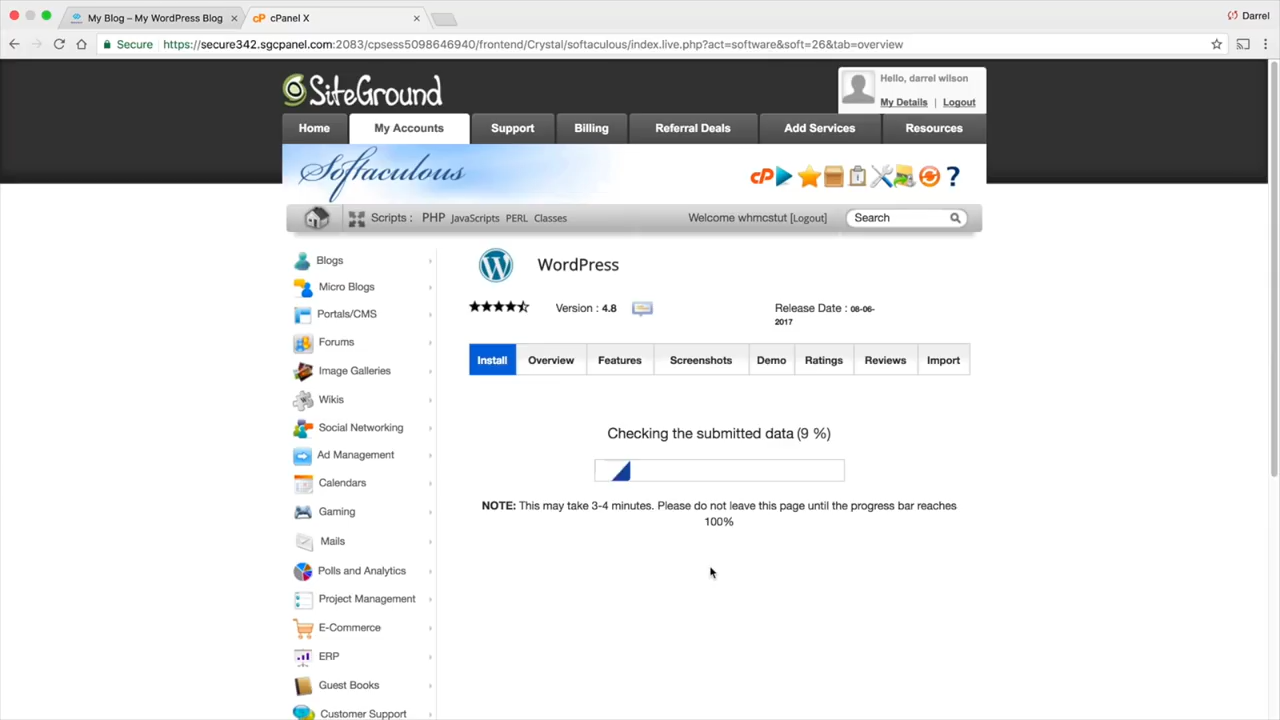 My Blog – My WordPress Blog
cPanel X
Darrel
Secure
https://secure342.sgcpanel.com:2083/cpsess5098646940/frontend/Crystal/softaculous/index.live.php?act=software&soft=26&tab=overview
SiteGround
Hello, darrel wilson
My Details | Logout
Home My Accounts Support Billing Referral Deals Add Services Resources
Softaculous
cP ?
Scripts : PHP JavaScripts PERL Classes
Welcome whmcstut [Logout]
Search
Blogs
Micro Blogs
Portals/CMS
Forums
Image Galleries
Wikis
Social Networking
Ad Management
Calendars
Gaming
Mails
Polls and Analytics
Project Management
E-Commerce
ERP
Guest Books
Customer Support
WordPress
Version : 4.8
Release Date : 08-06-
2017
Install Overview Features Screenshots Demo Ratings Reviews Import
Checking the submitted data (9 %)
NOTE: This may take 3-4 minutes. Please do not leave this page until the progress bar reaches
100%